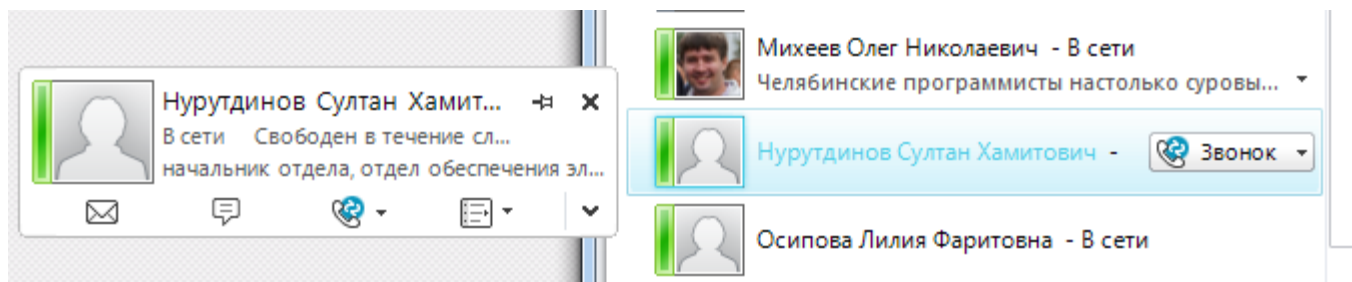 Нурутдинов Султан Хамит...
В сети Свободен в течение сл...
начальник отдела, отдел обеспечения эл...
Михеев Олег Николаевич - В сети
Челябинские программисты настолько суровы...
Нурутдинов Султан Хамитович - Звонок
Осипова Лилия Фаритовна - В сети